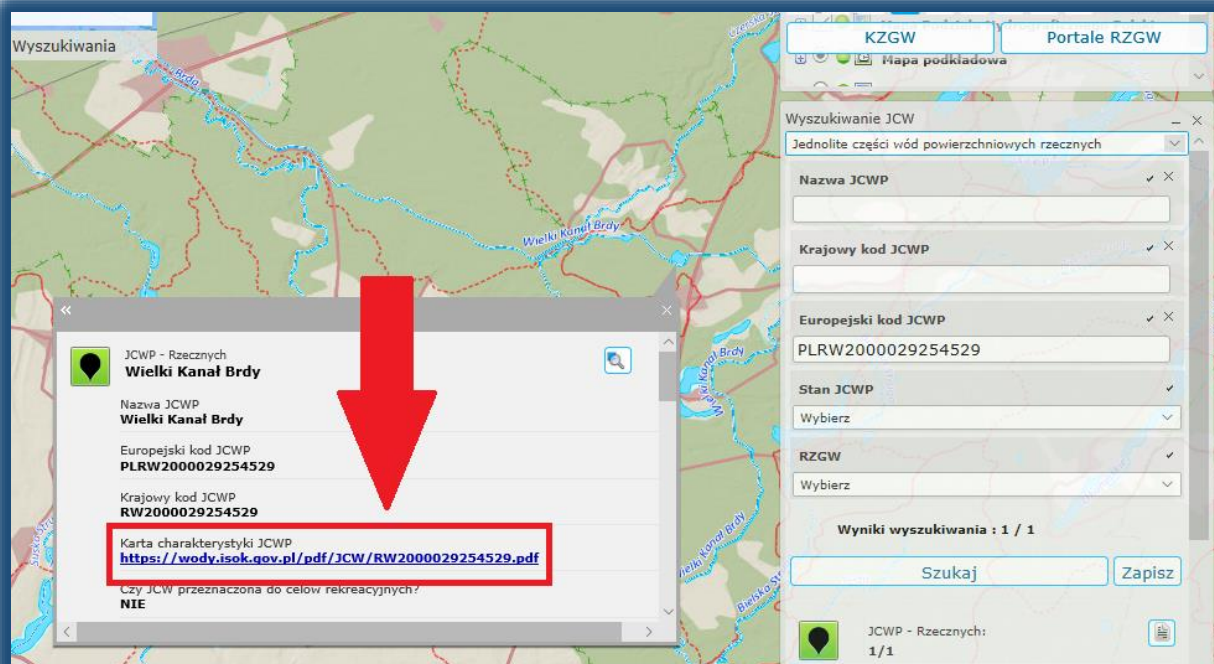 Wyszukiwania
Brda
Wielki Kanał Brdy
KZGW
Portale RZGW
Mapa podkladowa
Wyszukiwanie JCW
Jednolite części wód powierzchniowych rzecznych
Nazwa JCWP
Krajowy kod JCWP
Europejski kod JCWP
PLRW2000029254529
Stan JCWP
Wybierz
RZGW
Wybierz
Wyniki wyszukiwania : 1 / 1
Szukaj
Zapisz
JCWP - Rzecznych:
1/1
JCWP - Rzecznych
Wielki Kanał Brdy
Nazwa JCWP
Wielki Kanał Brdy
Europejski kod JCWP
PLRW2000029254529
Krajowy kod JCWP
RW2000029254529
Karta charakterystyki JCWP
https://wody.isok.gov.pl/pdf/JCW/RW2000029254529.pdf
Czy JCW przeznaczona do celów rekreacyjnych?
NIE